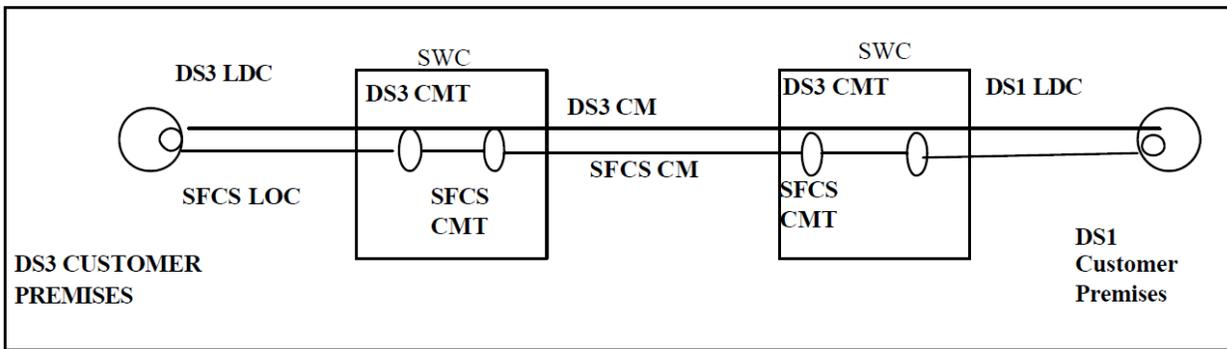 SWC
SWC
DS3 LDC
DS3 CMT
DS3 CM
DS3 CMT
DS1 LDC
SFCS LOC
SFCS
CMT
SFCS CM
SFCS
CMT
DS3 CUSTOMER
PREMISES
DS1
Customer
Premises